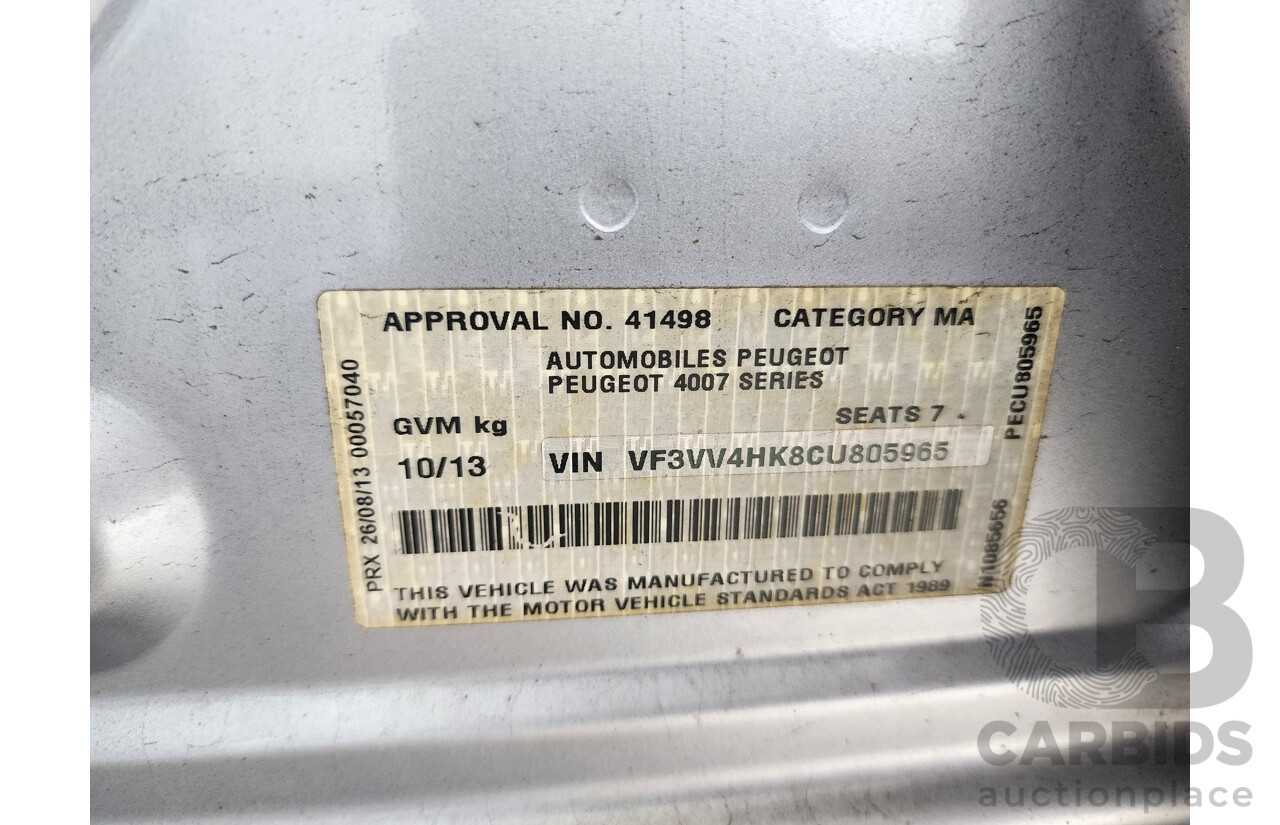 APPROVAL NO. 41498 CATEGORY MA
AUTOMOBILES PEUGEOT
PEUGEOT 4007 SERIES
GVM kg SEATS 7
10/13 VIN VF3VV4HK8CU805965
THIS VEHICLE WAS MANUFACTURED TO COMPLY
WITH THE MOTOR VEHICLE STANDARDS ACT 1989
PRX 26/08/13 00057040
PECU805965
N1085656
CB
CARBIDS
auctionplace